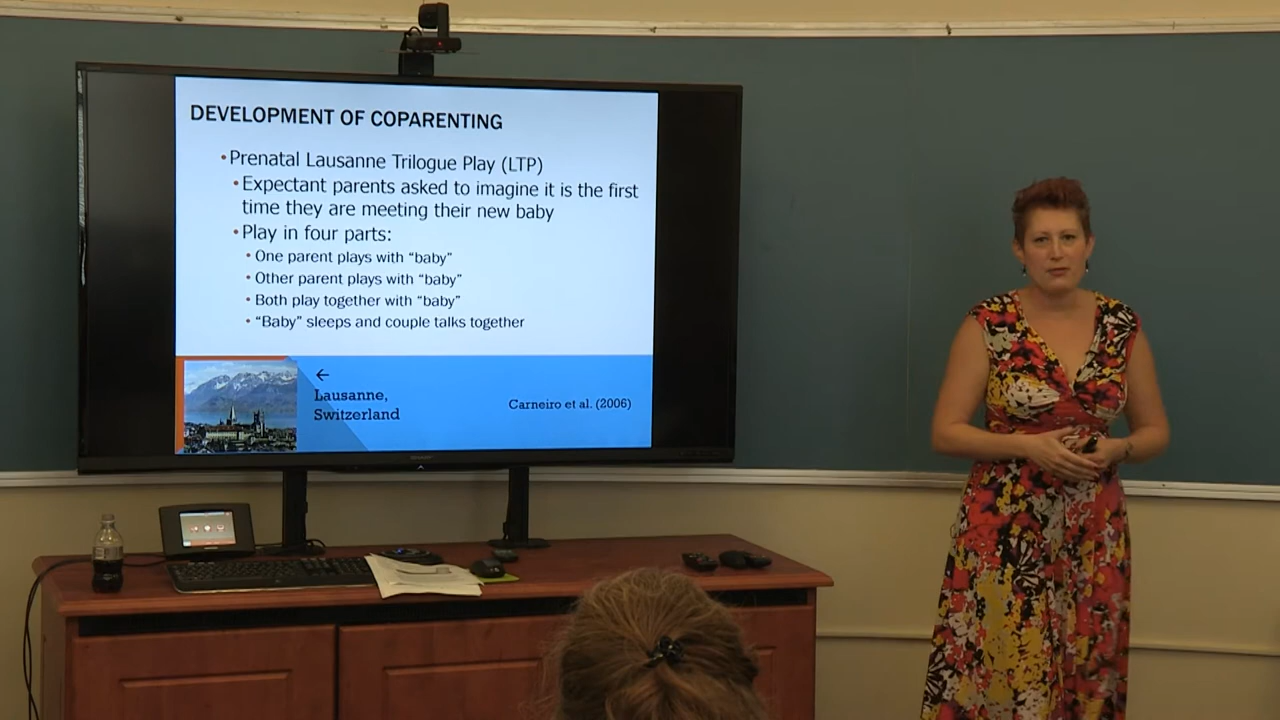 DEVELOPMENT OF COPARENTING
•Prenatal Lausanne Trilogue Play (LTP)
•Expectant parents asked to imagine it is the first
time they are meeting their new baby
•Play in four parts:
•One parent plays with “baby”
•Other parent plays with “baby”
•Both play together with “baby”
•“Baby” sleeps and couple talks together
←
Lausanne,
Switzerland
Carneiro et al. (2006)
SHARP